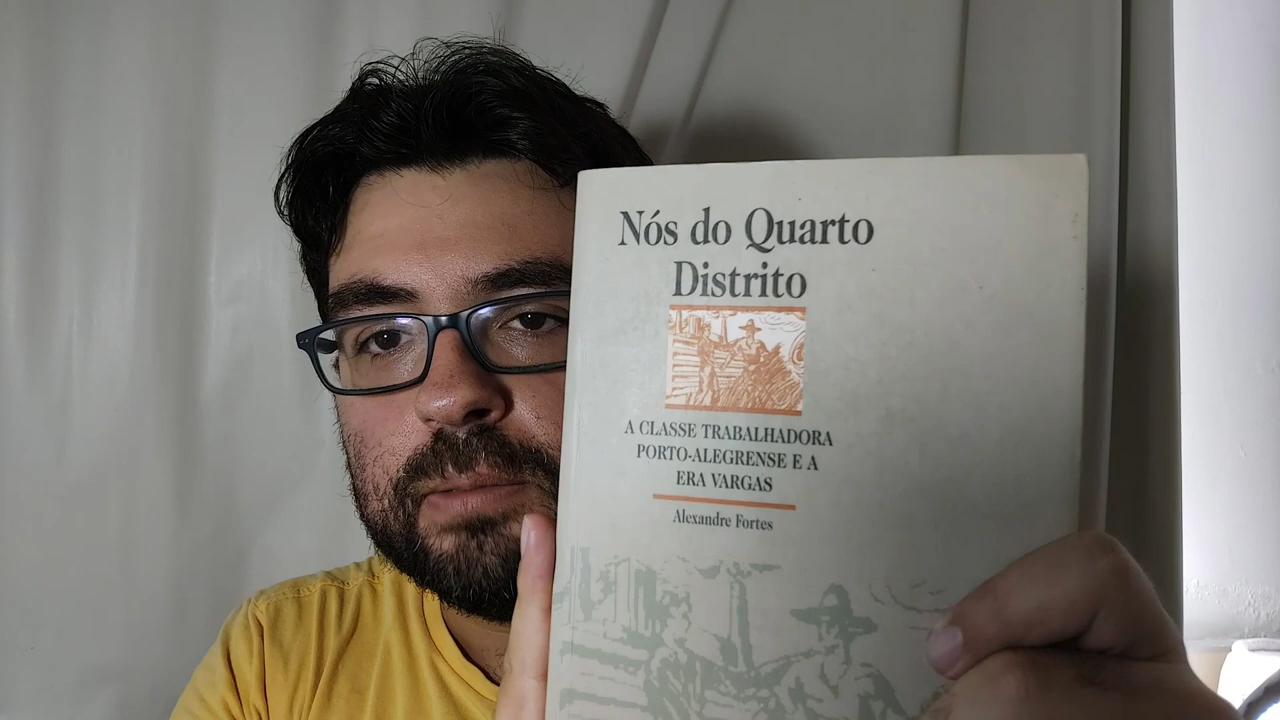 Nós do Quarto
Distrito
A CLASSE TRABALHADORA
PORTO-ALEGRENSE E A
ERA VARGAS
Alexandre Fortes